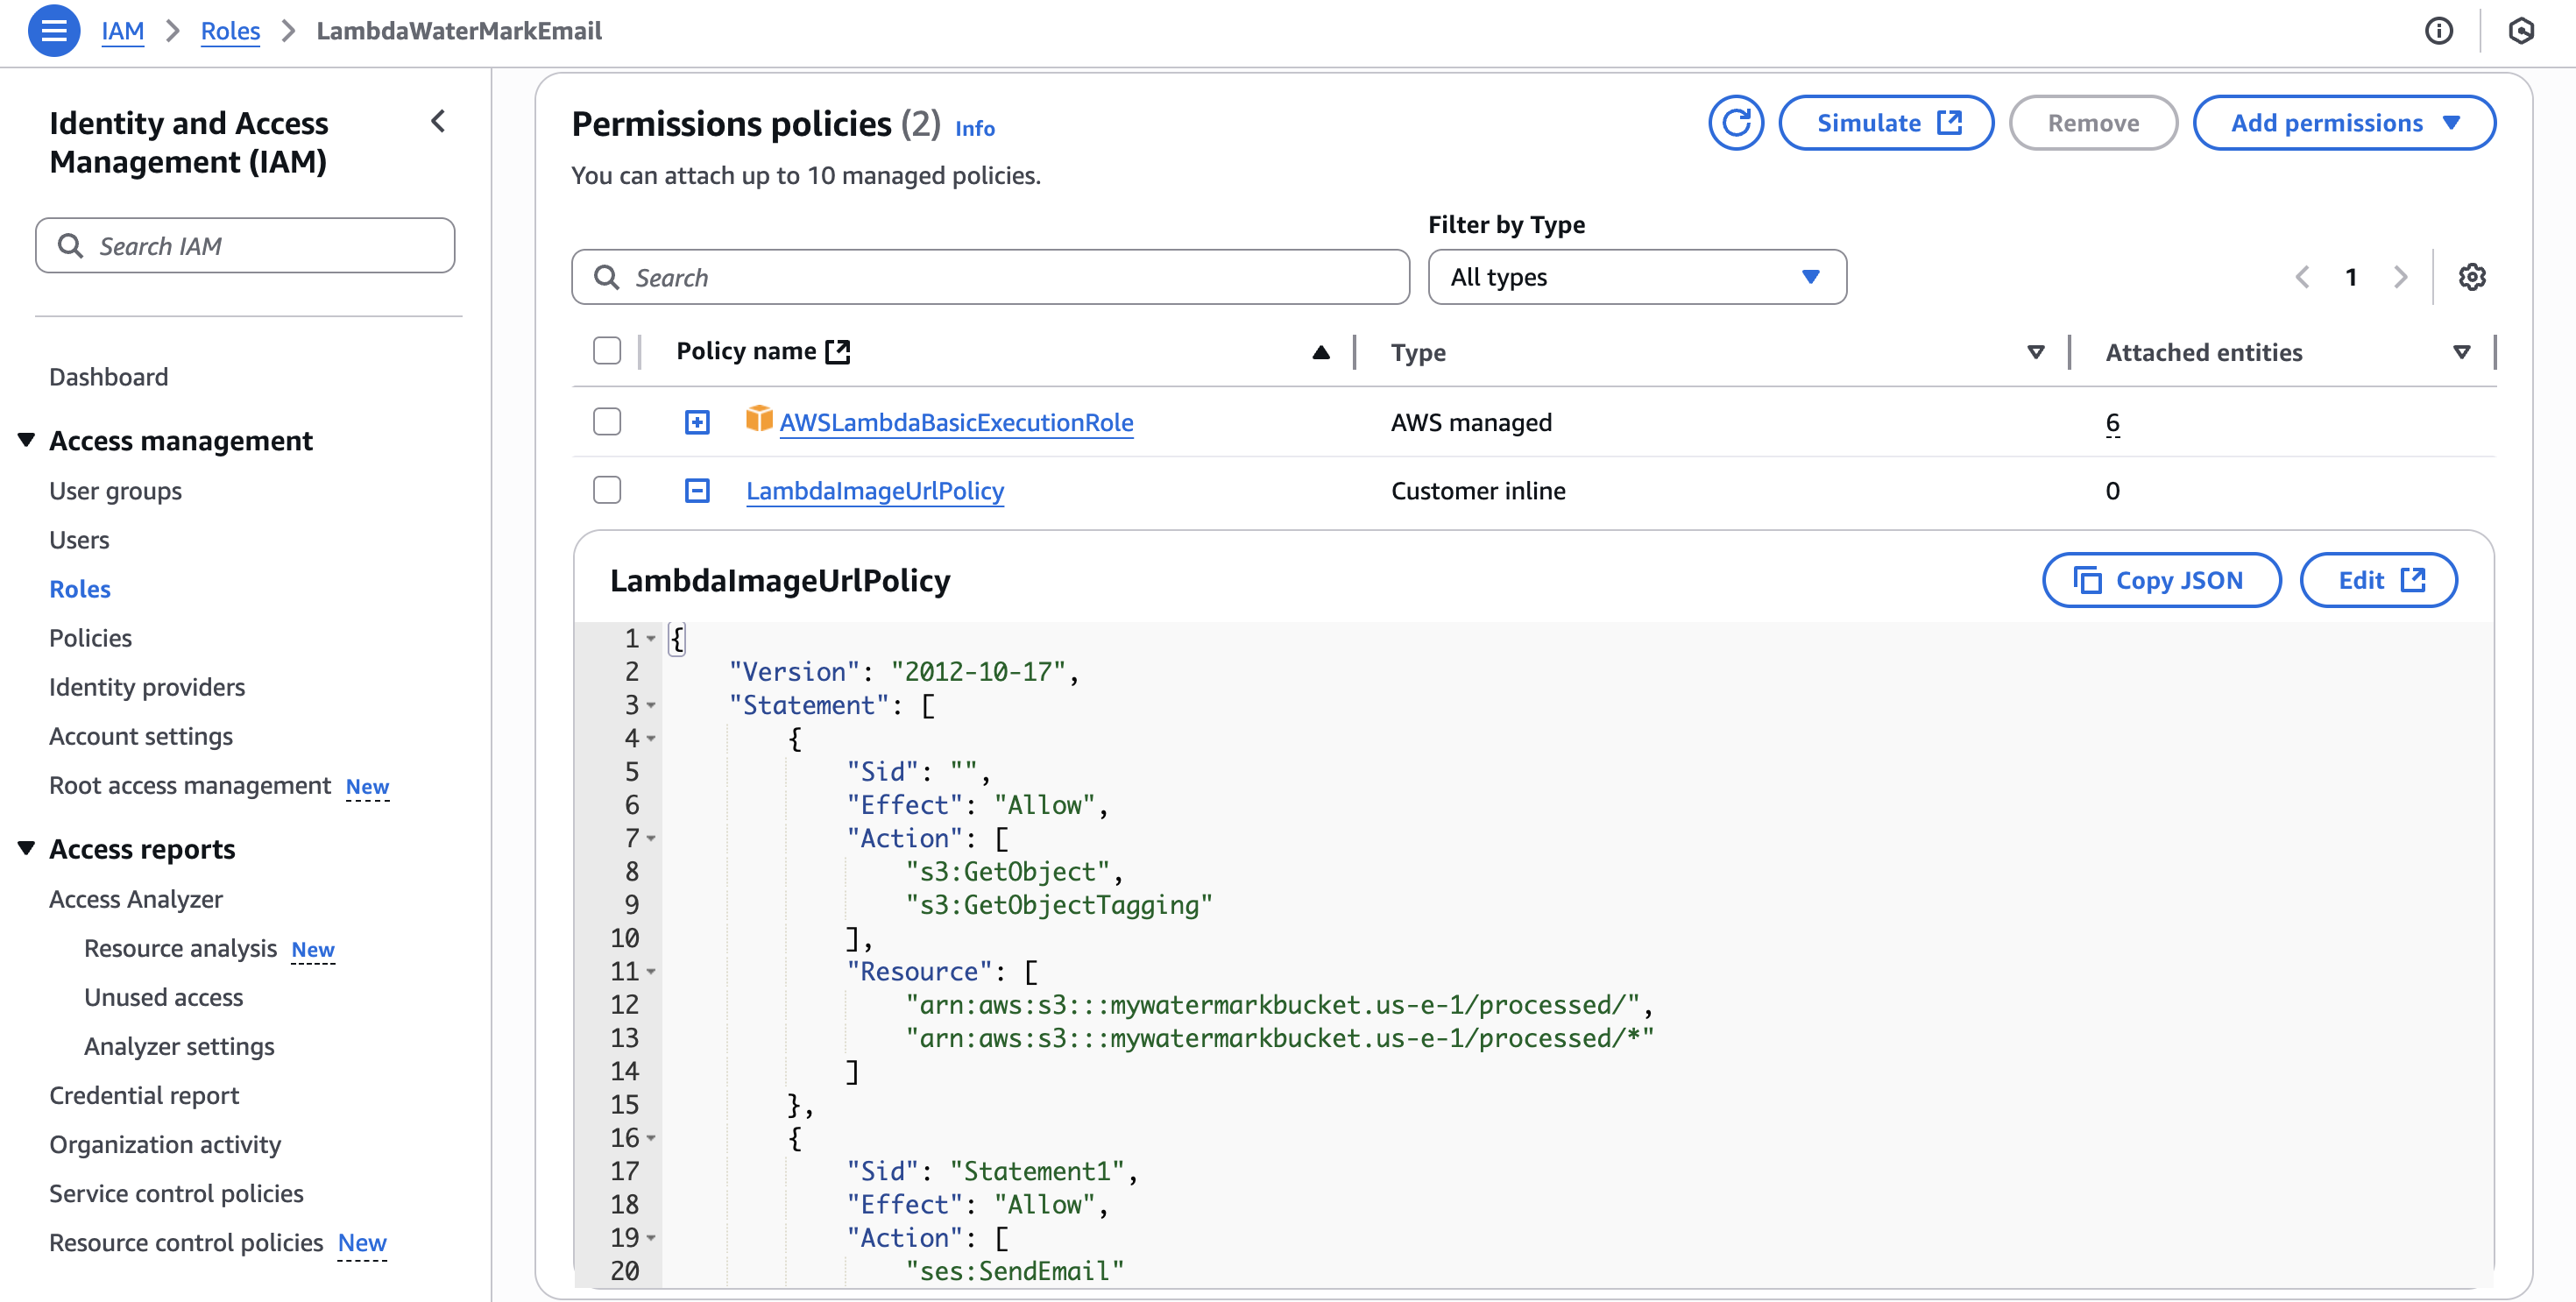 IAM > Roles > LambdaWaterMarkEmail
Identity and Access
Management (IAM)
Search IAM
Dashboard
Access management
User groups
Users
Roles
Policies
Identity providers
Account settings
Root access management New
Access reports
Access Analyzer
Resource analysis New
Unused access
Analyzer settings
Credential report
Organization activity
Service control policies
Resource control policies New
Permissions policies (2) Info
Simulate
Remove
Add permissions
You can attach up to 10 managed policies.
Filter by Type
Search
All types
1
Policy name Type Attached entities
AWSLambdaBasicExecutionRole AWS managed 6
LambdaImageUrlPolicy Customer inline 0
LambdaImageUrlPolicy
Copy JSON
Edit
1 {
2 "Version": "2012-10-17",
3 "Statement": [
4 {
5 "Sid": "",
6 "Effect": "Allow",
7 "Action": [
8 "s3:GetObject",
9 "s3:GetObjectTagging"
10 ],
11 "Resource": [
12 "arn:aws:s3:::mywatermarkbucket.us-e-1/processed/",
13 "arn:aws:s3:::mywatermarkbucket.us-e-1/processed/*"
14 ]
15 },
16 {
17 "Sid": "Statement1",
18 "Effect": "Allow",
19 "Action": [
20 "ses:SendEmail"